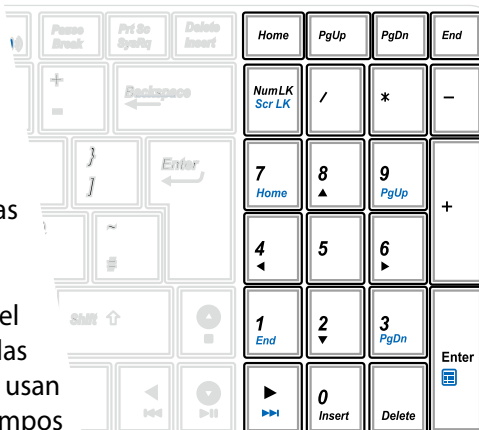 Pause Prt Sc Delete Home PgUp PgDn End
Break SysRq Insert
+ Backspace NumLK / * −
- Scr LK
} Enter 7 8 9 +
] Home PgUp
as
~ 4 5 6
#
el Shift 1 2 3 Enter
las End PgDn
usan 0
mpos Insert Delete